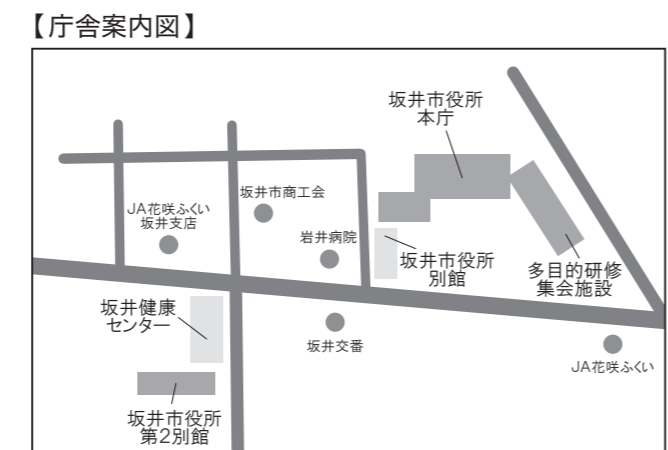 【庁舎案内図】
坂井市役所
本庁
坂井市商工会
JA花咲ふくい
坂井支店
岩井病院
坂井市役所
別館
多目的研修
集会施設
坂井健康
センター
坂井交番
JA花咲ふくい
坂井市役所
第2別館